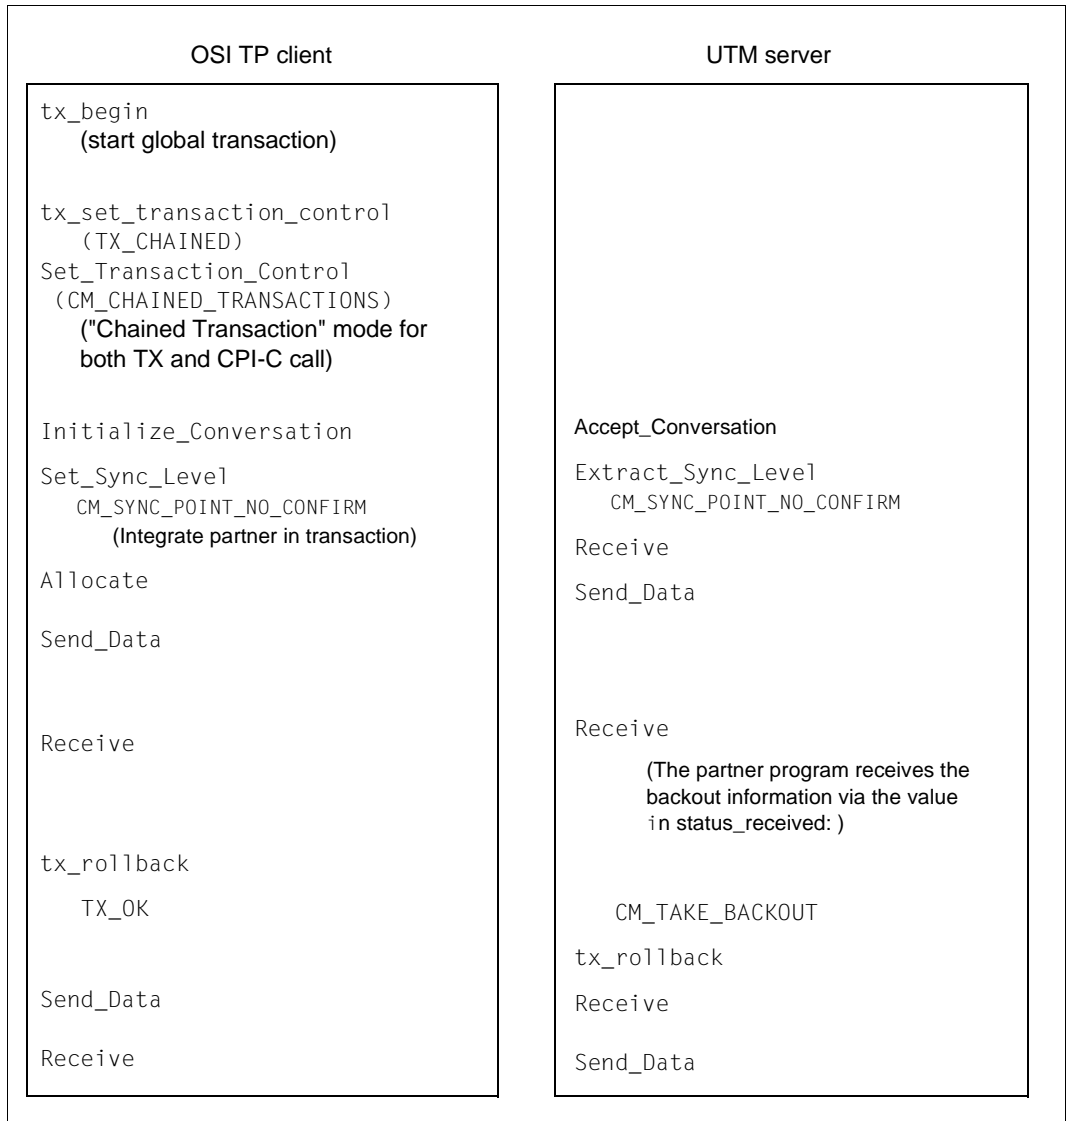 OSI TP client
tx_begin
(start global transaction)
tx_set_transaction_control
(TX_CHAINED)
Set_Transaction_Control
(CM_CHAINED_TRANSACTIONS)
("Chained Transaction" mode for
both TX and CPI-C call)
Initialize_Conversation
Set_Sync_Level
CM_SYNC_POINT_NO_CONFIRM
(Integrate partner in transaction)
Allocate
Send_Data
Receive
tx_rollback
TX_OK
Send_Data
Receive
UTM server
Accept_Conversation
Extract_Sync_Level
CM_SYNC_POINT_NO_CONFIRM
Receive
Send_Data
Receive
(The partner program receives the
backout information via the value
in status_received: )
CM_TAKE_BACKOUT
tx_rollback
Receive
Send_Data